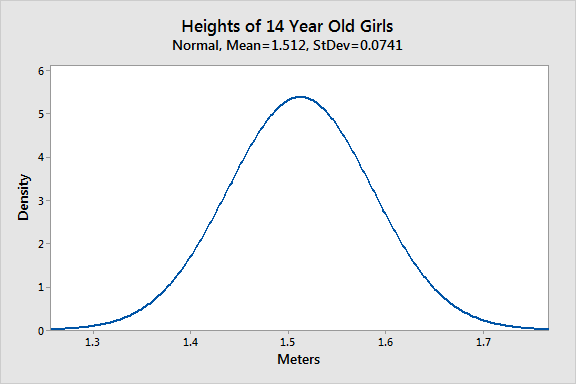 Heights of 14 Year Old Girls
Normal, Mean=1.512, StDev=0.0741
6
5
4
3
2
1
0
Density
1.3 1.4 1.5 1.6 1.7
Meters